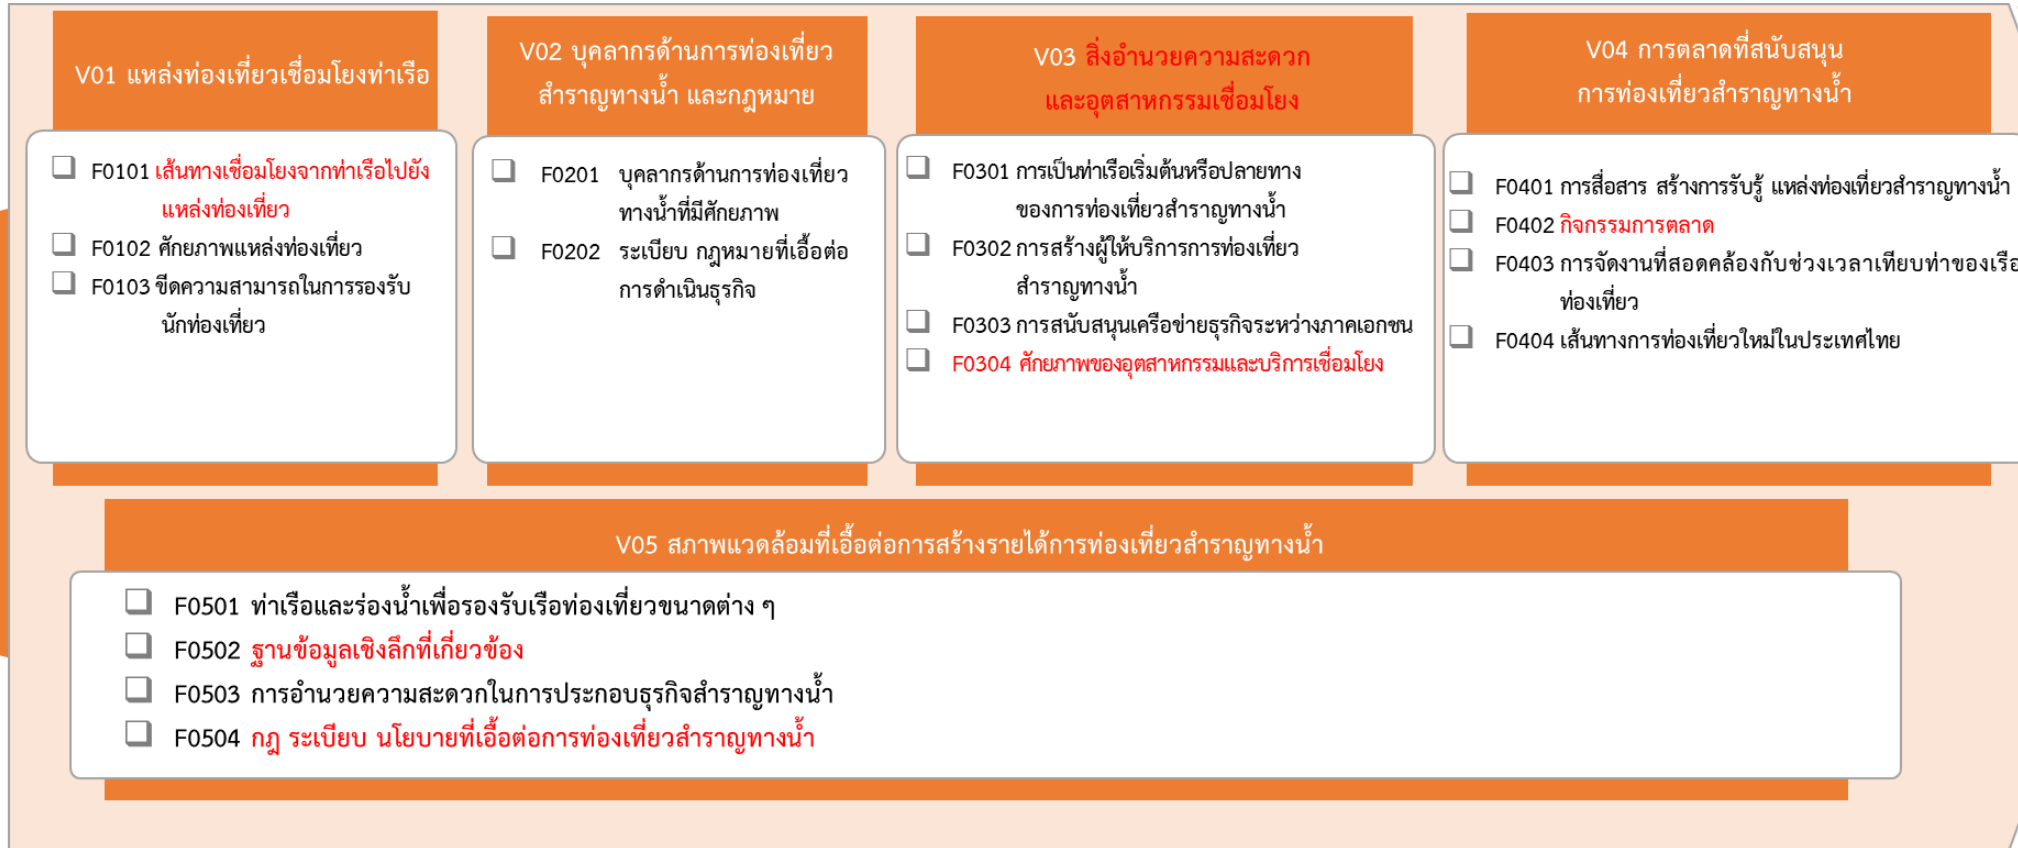 V01 แหล่งท่องเที่ยวเชื่อมโยงท่าเรือ
F0101 เส้นทางเชื่อมโยงจากท่าเรือไปยัง
แหล่งท่องเที่ยว
F0102 ศักยภาพแหล่งท่องเที่ยว
F0103 ขีดความสามารถในการรองรับ
นักท่องเที่ยว
V02 บุคลากรด้านการท่องเที่ยว
สำราญทางน้ำ และกฎหมาย
F0201 บุคลากรด้านการท่องเที่ยว
ทางน้ำที่มีศักยภาพ
F0202 ระเบียบ กฎหมายที่เอื้อต่อ
การดำเนินธุรกิจ
V03 สิ่งอำนวยความสะดวก
และอุตสาหกรรมเชื่อมโยง
F0301 การเป็นท่าเรือเริ่มต้นหรือปลายทาง
ของการท่องเที่ยวสำราญทางน้ำ
F0302 การสร้างผู้ให้บริการการท่องเที่ยว
สำราญทางน้ำ
F0303 การสนับสนุนเครือข่ายธุรกิจระหว่างภาคเอกชน
F0304 ศักยภาพของอุตสาหกรรมและบริการเชื่อมโยง
V04 การตลาดที่สนับสนุน
การท่องเที่ยวสำราญทางน้ำ
F0401 การสื่อสาร สร้างการรับรู้ แหล่งท่องเที่ยวสำราญทางน้ำ
F0402 กิจกรรมการตลาด
F0403 การจัดงานที่สอดคล้องกับช่วงเวลาเทียบท่าของเรือ
ท่องเที่ยว
F0404 เส้นทางการท่องเที่ยวใหม่ในประเทศไทย
V05 สภาพแวดล้อมที่เอื้อต่อการสร้างรายได้การท่องเที่ยวสำราญทางน้ำ
F0501 ท่าเรือและร่องน้ำเพื่อรองรับเรือท่องเที่ยวขนาดต่าง ๆ
F0502 ฐานข้อมูลเชิงลึกที่เกี่ยวข้อง
F0503 การอำนวยความสะดวกในการประกอบธุรกิจสำราญทางน้ำ
F0504 กฎ ระเบียบ นโยบายที่เอื้อต่อการท่องเที่ยวสำราญทางน้ำ